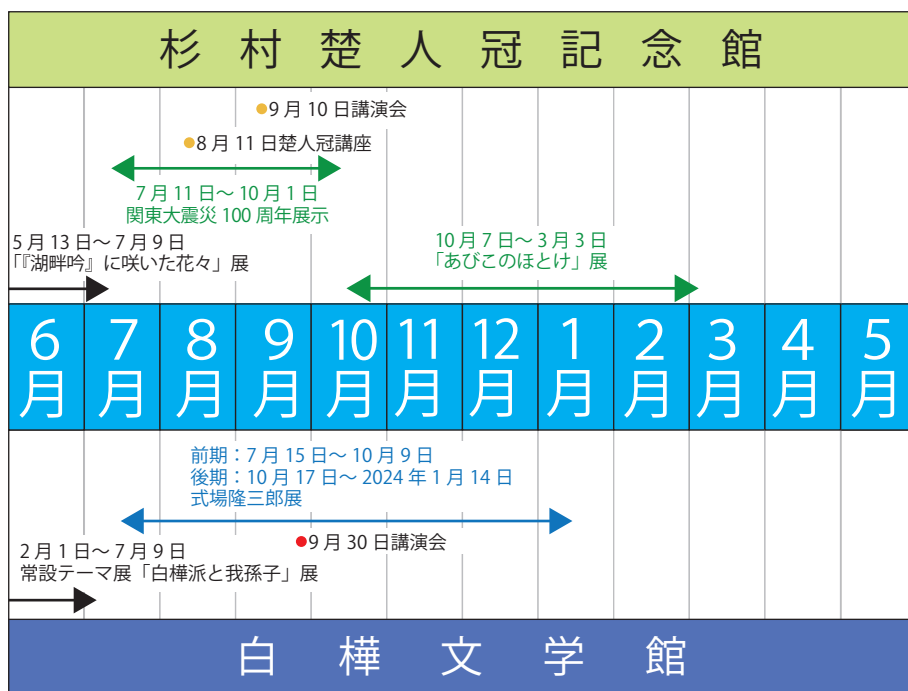 杉村楚人冠記念館
●9月10日講演会
●8月11日楚人冠講座
7月11日～10月1日
関東大震災100周年展示
5月13日～7月9日
「『湖畔吟』に咲いた花々」展
10月7日～3月3日
「あびこのほとけ」展
6月 7月 8月 9月 10月 11月 12月 1月 2月 3月 4月 5月
前期：7月15日～10月9日
後期：10月17日～2024年1月14日
式場隆三郎展
●9月30日講演会
2月1日～7月9日
常設テーマ展「白樺派と我孫子」展
白樺文学館